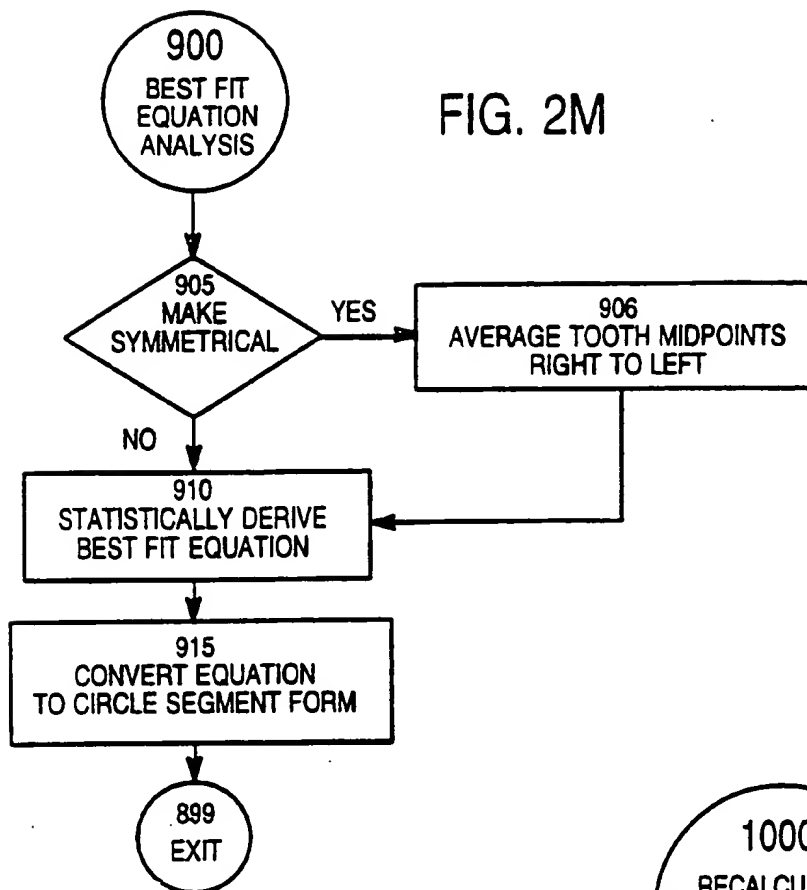 900
BEST FIT
EQUATION
ANALYSIS
FIG. 2M
905
MAKE
SYMMETRICAL
YES
906
AVERAGE TOOTH MIDPOINTS
RIGHT TO LEFT
NO
910
STATISTICALLY DERIVE
BEST FIT EQUATION
915
CONVERT EQUATION
TO CIRCLE SEGMENT FORM
899
EXIT
1000